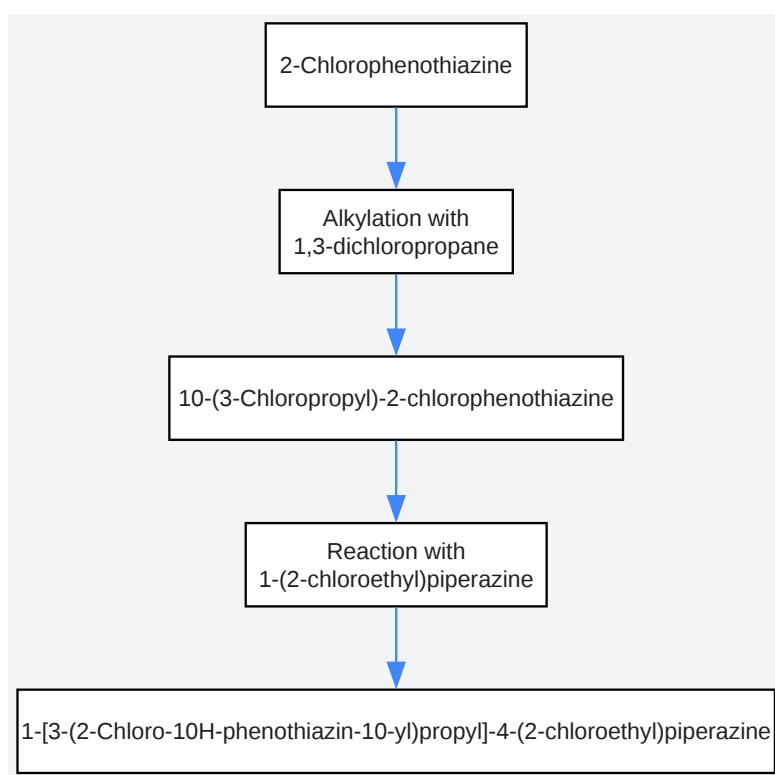 2-Chlorophenothiazine
Alkylation with
1,3-dichloropropane
10-(3-Chloropropyl)-2-chlorophenothiazine
Reaction with
1-(2-chloroethyl)piperazine
1-[3-(2-Chloro-10H-phenothiazin-10-yl)propyl]-4-(2-chloroethyl)piperazine